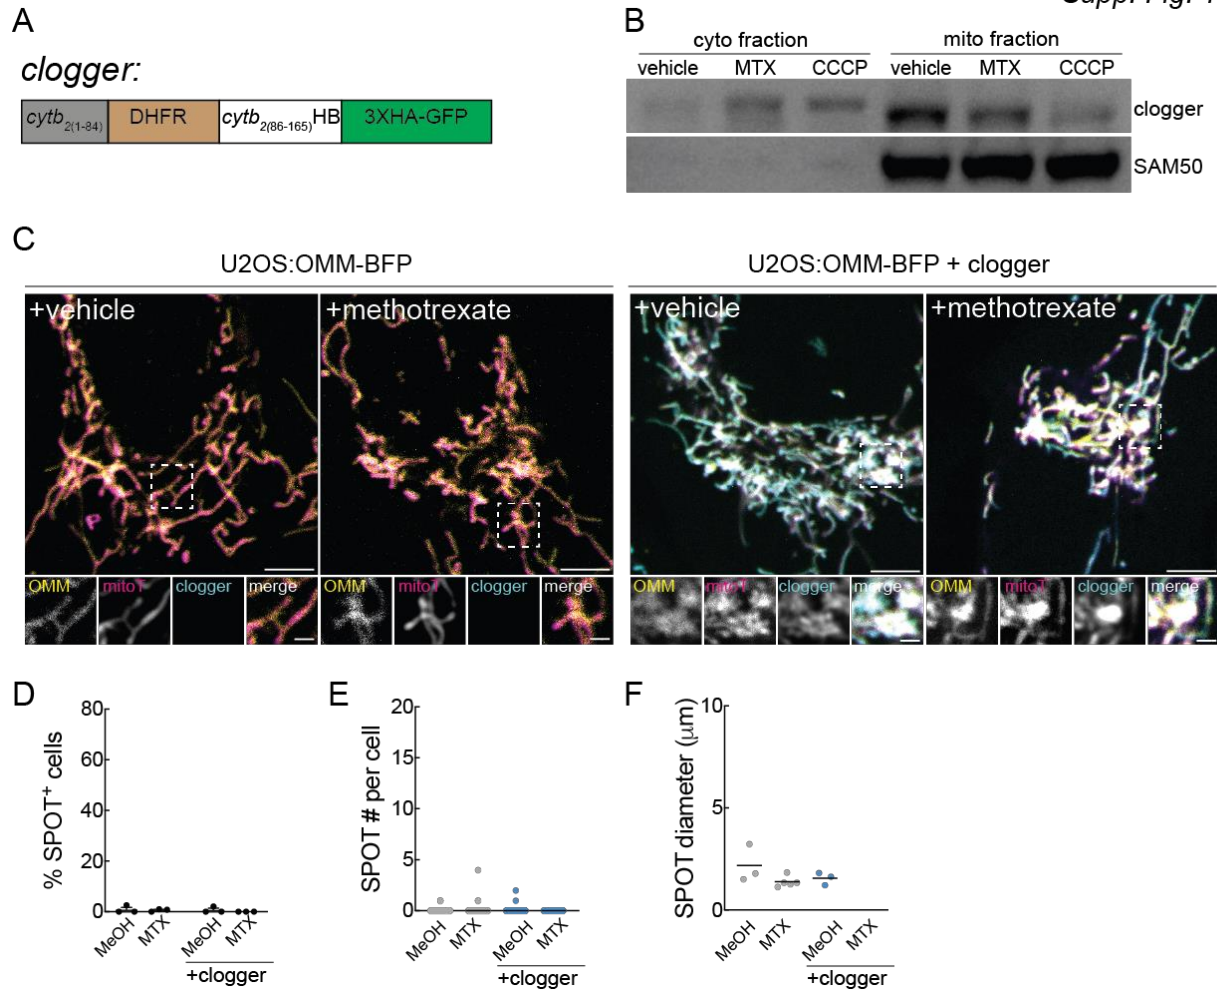 A
clogger:
cytb2(1-84) DHFR cytb2(86-165)HB 3XHA-GFP
B
cyto fraction mito fraction
vehicle MTX CCCP vehicle MTX CCCP
clogger
SAM50
C
U2OS:OMM-BFP U2OS:OMM-BFP + clogger
+vehicle +methotrexate +vehicle +methotrexate
OMM mitoT clogger merge OMM mitoT clogger merge OMM mitoT clogger merge OMM mitoT clogger merge
D
% SPOT+ cells
80
60
40
20
0
MeOH MTX MeOH MTX
+clogger
E
SPOT # per cell
20
15
10
5
0
MeOH MTX MeOH MTX
+clogger
F
SPOT diameter (μm)
10
5
0
MeOH MTX MeOH MTX
+clogger